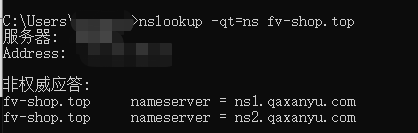 C:\Users\ >nslookup -qt=ns fv-shop.top
服务器:
Address:
非权威应答:
fv-shop.top nameserver = ns1.qaxanyu.com
fv-shop.top nameserver = ns2.qaxanyu.com